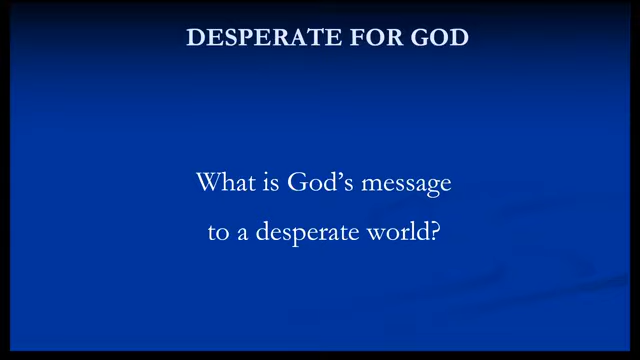 DESPERATE FOR GOD
What is God’s message
to a desperate world?